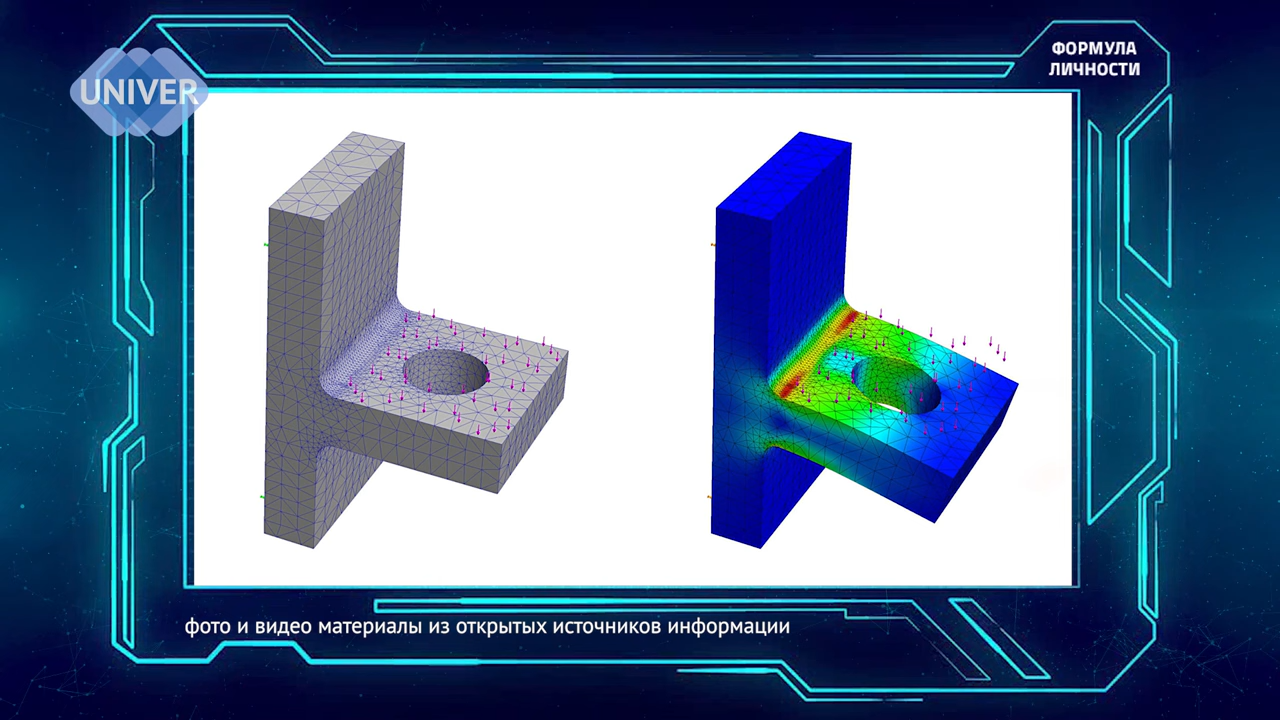 UNIVER
ФОРМУЛА
ЛИЧНОСТИ
фото и видео материалы из открытых источников информации